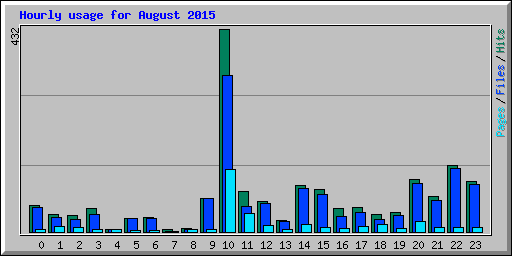 Hourly usage for August 2015
432
Pages/Files/Hits
0 1 2 3 4 5 6 7 8 9 10 11 12 13 14 15 16 17 18 19 20 21 22 23